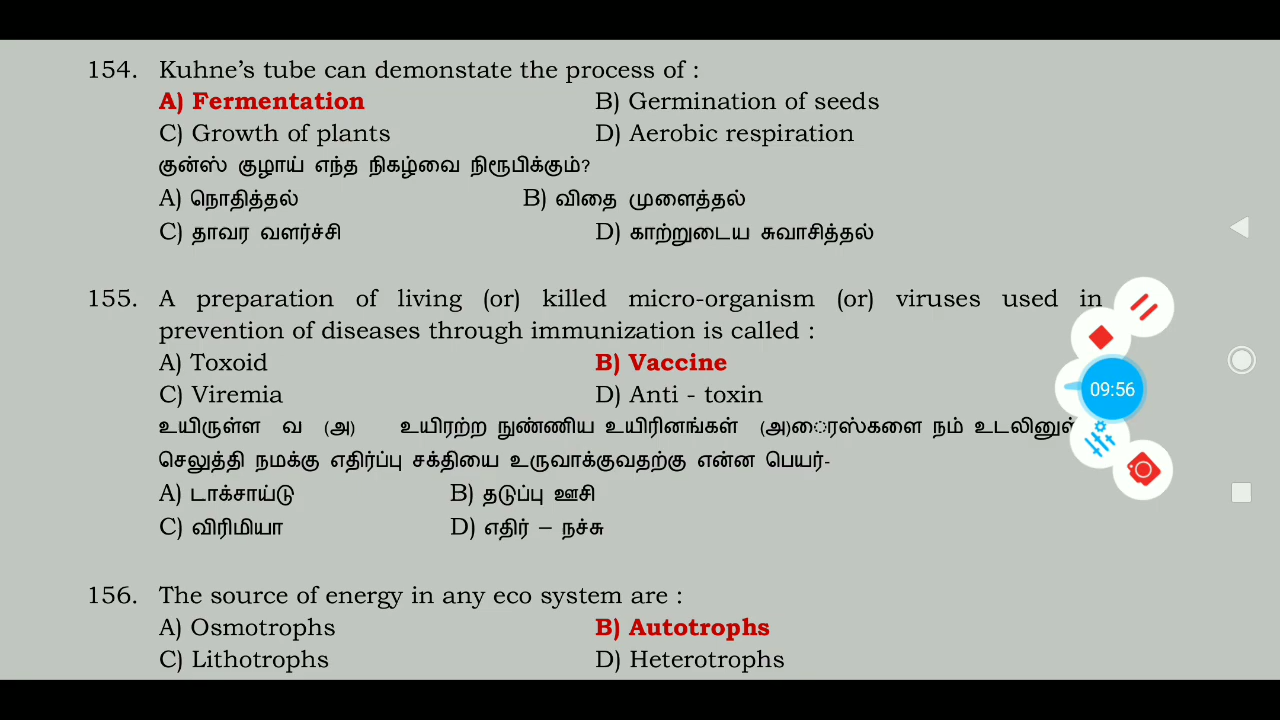 154. Kuhne's tube can demonstate the process of :
A) Fermentation B) Germination of seeds
C) Growth of plants D) Aerobic respiration
குன்ஸ் குழாய் எந்த நிகழ்வை நிரூபிக்கும்?
A) நொதித்தல் B) விதை முளைத்தல்
C) தாவர வளர்ச்சி D) காற்றுடைய சுவாசித்தல்
155. A preparation of living (or) killed micro-organism (or) viruses used in
prevention of diseases through immunization is called :
A) Toxoid B) Vaccine
C) Viremia D) Anti - toxin
உயிருள்ள வ (அ) உயிரற்ற நுண்ணிய உயிரினங்கள் (அ)ைரஸ்களை நம்
செலுத்தி நமக்கு எதிர்ப்பு சக்தியை உருவாக்குவதற்கு என்ன பெயர்-
A) டாக்சாய்டு B) தடுப்பு ஊசி
C) விரிமியா D) எதிர் – நச்சு
156. The source of energy in any eco system are :
A) Osmotrophs B) Autotrophs
C) Lithotrophs D) Heterotrophs
09:56